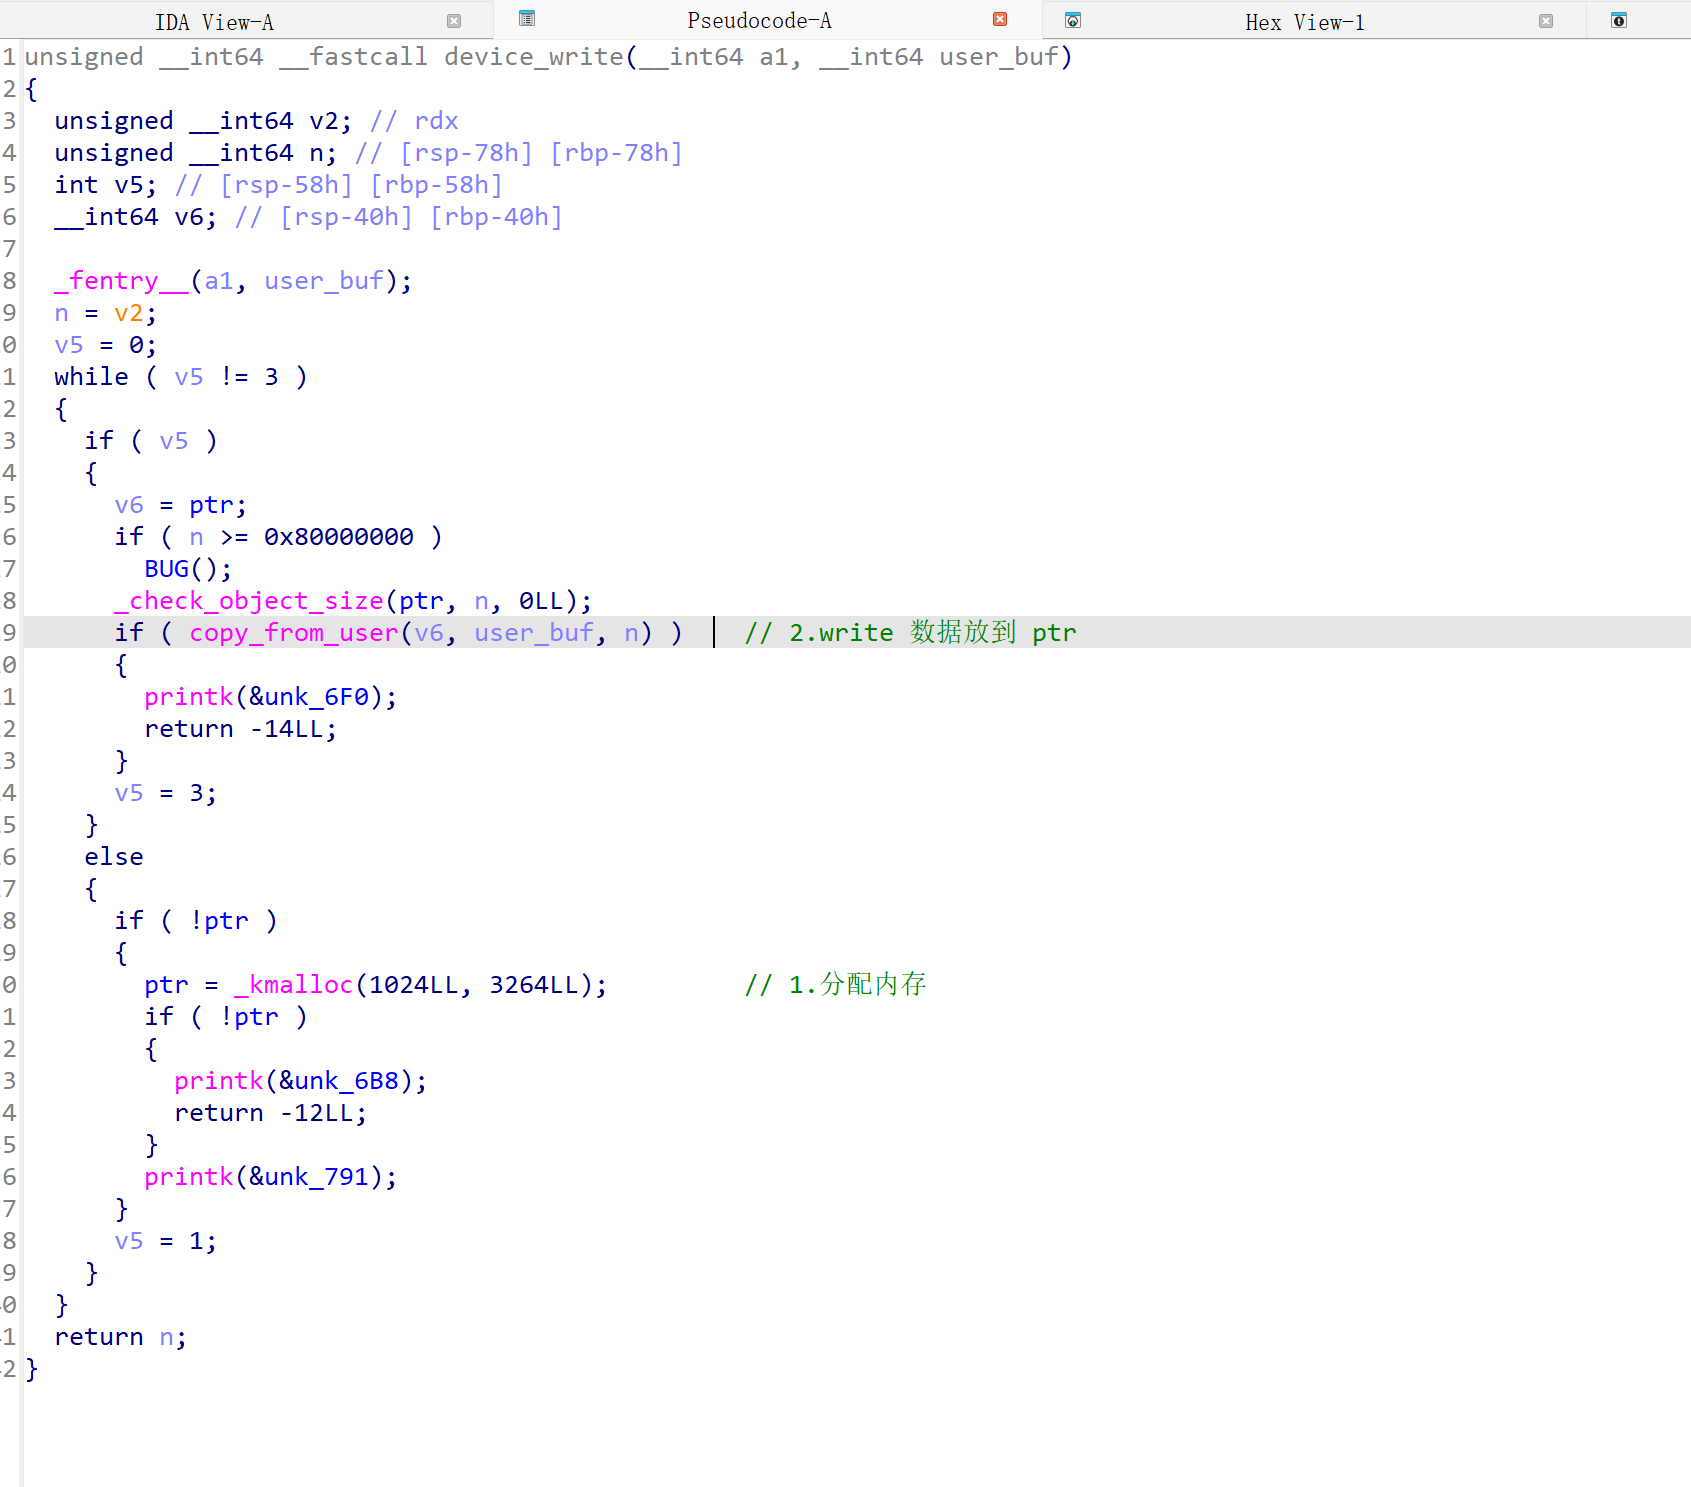 IDA View-A Pseudocode-A Hex View-1
1 unsigned __int64 __fastcall device_write(__int64 a1, __int64 user_buf)
2 {
3   unsigned __int64 v2; // rdx
4   unsigned __int64 n; // [rsp-78h] [rbp-78h]
5   int v5; // [rsp-58h] [rbp-58h]
6   __int64 v6; // [rsp-40h] [rbp-40h]
7
8   _fentry__(a1, user_buf);
9   n = v2;
0   v5 = 0;
1   while ( v5 != 3 )
2   {
3     if ( v5 )
4     {
5       v6 = ptr;
6       if ( n >= 0x80000000 )
7         BUG();
8       _check_object_size(ptr, n, 0LL);
9       if ( copy_from_user(v6, user_buf, n) )    // 2.write 数据放到 ptr
0       {
1         printk(&unk_6F0);
2         return -14LL;
3       }
4       v5 = 3;
5     }
6     else
7     {
8       if ( !ptr )
9       {
0         ptr = _kmalloc(1024LL, 3264LL);         // 1.分配内存
1         if ( !ptr )
2         {
3           printk(&unk_6B8);
4           return -12LL;
5         }
6         printk(&unk_791);
7       }
8       v5 = 1;
9     }
0   }
1   return n;
2 }